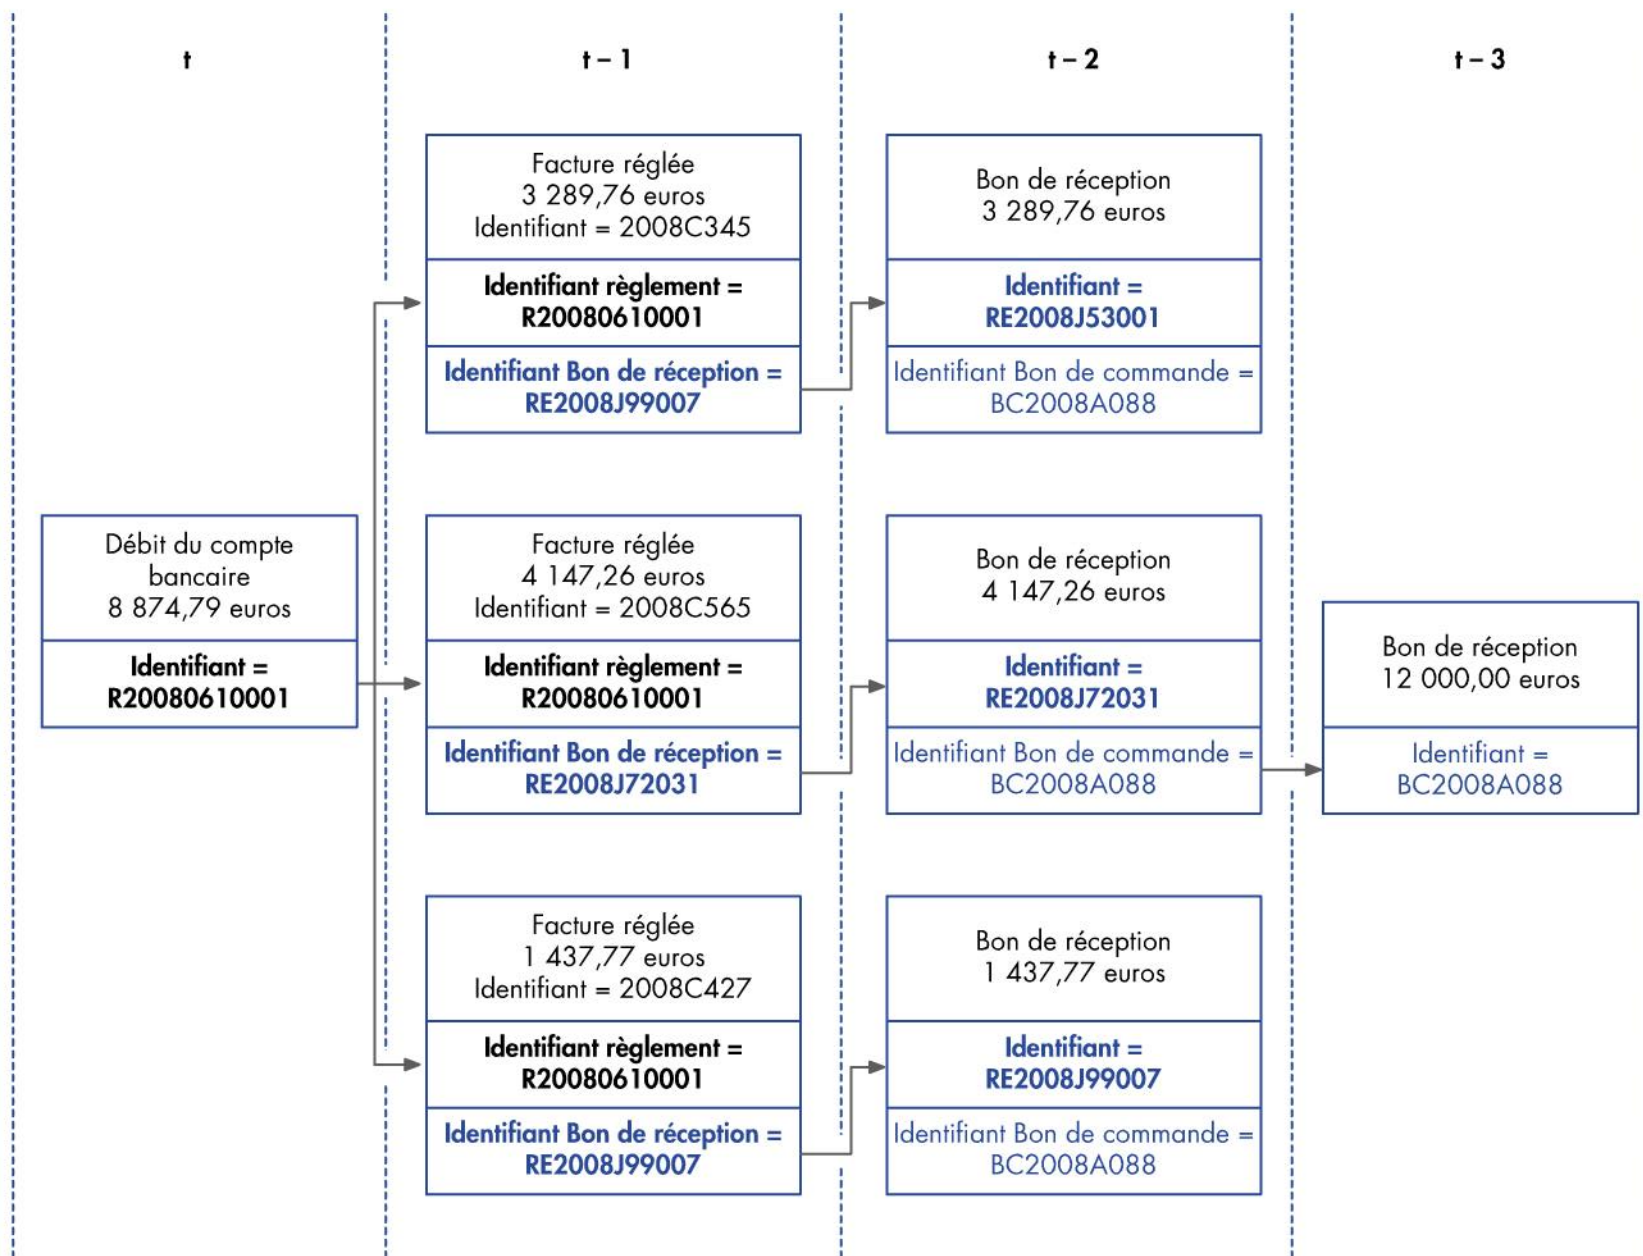 t
t – 1
t – 2
t – 3
Facture réglée
3 289,76 euros
Identifiant = 2008C345
Identifiant règlement =
R20080610001
Identifiant Bon de réception =
RE2008J99007
Bon de réception
3 289,76 euros
Identifiant =
RE2008J53001
Identifiant Bon de commande =
BC2008A088
Débit du compte
bancaire
8 874,79 euros
Identifiant =
R20080610001
Facture réglée
4 147,26 euros
Identifiant = 2008C565
Identifiant règlement =
R20080610001
Identifiant Bon de réception =
RE2008J72031
Bon de réception
4 147,26 euros
Identifiant =
RE2008J72031
Identifiant Bon de commande =
BC2008A088
Bon de réception
12 000,00 euros
Identifiant =
BC2008A088
Facture réglée
1 437,77 euros
Identifiant = 2008C427
Identifiant règlement =
R20080610001
Identifiant Bon de réception =
RE2008J99007
Bon de réception
1 437,77 euros
Identifiant =
RE2008J99007
Identifiant Bon de commande =
BC2008A088